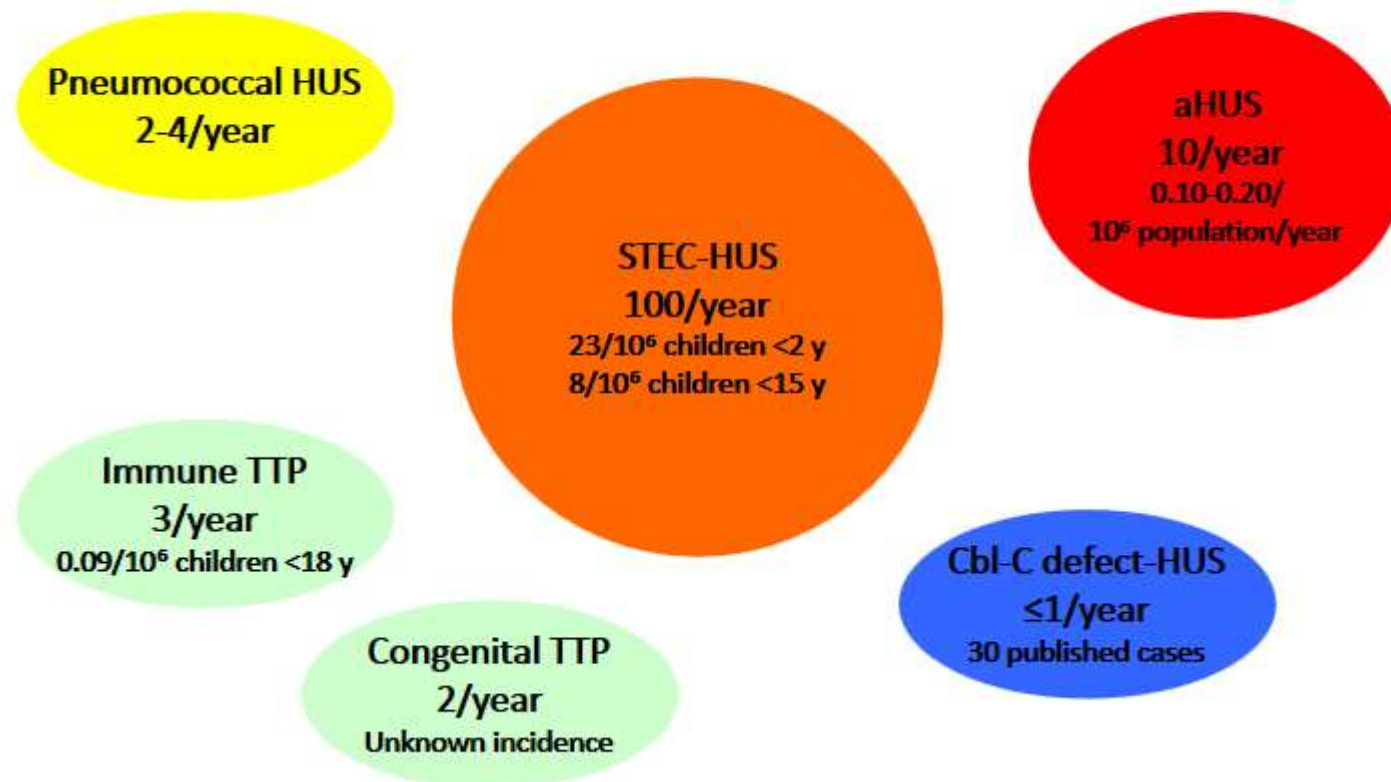 Pneumococcal HUS
2-4/year
aHUS
10/year
0.10-0.20/
10⁶ population/year
STEC-HUS
100/year
23/10⁶ children <2 y
8/10⁶ children <15 y
Immune TTP
3/year
0.09/10⁶ children <18 y
Cbl-C defect-HUS
≤1/year
30 published cases
Congenital TTP
2/year
Unknown incidence